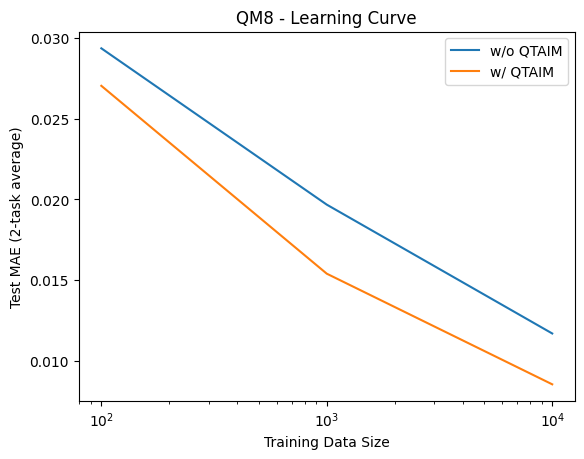 QM8 - Learning Curve
w/o QTAIM
w/ QTAIM
Test MAE (2-task average)
0.030
0.025
0.020
0.015
0.010
10²
10³
10⁴
Training Data Size